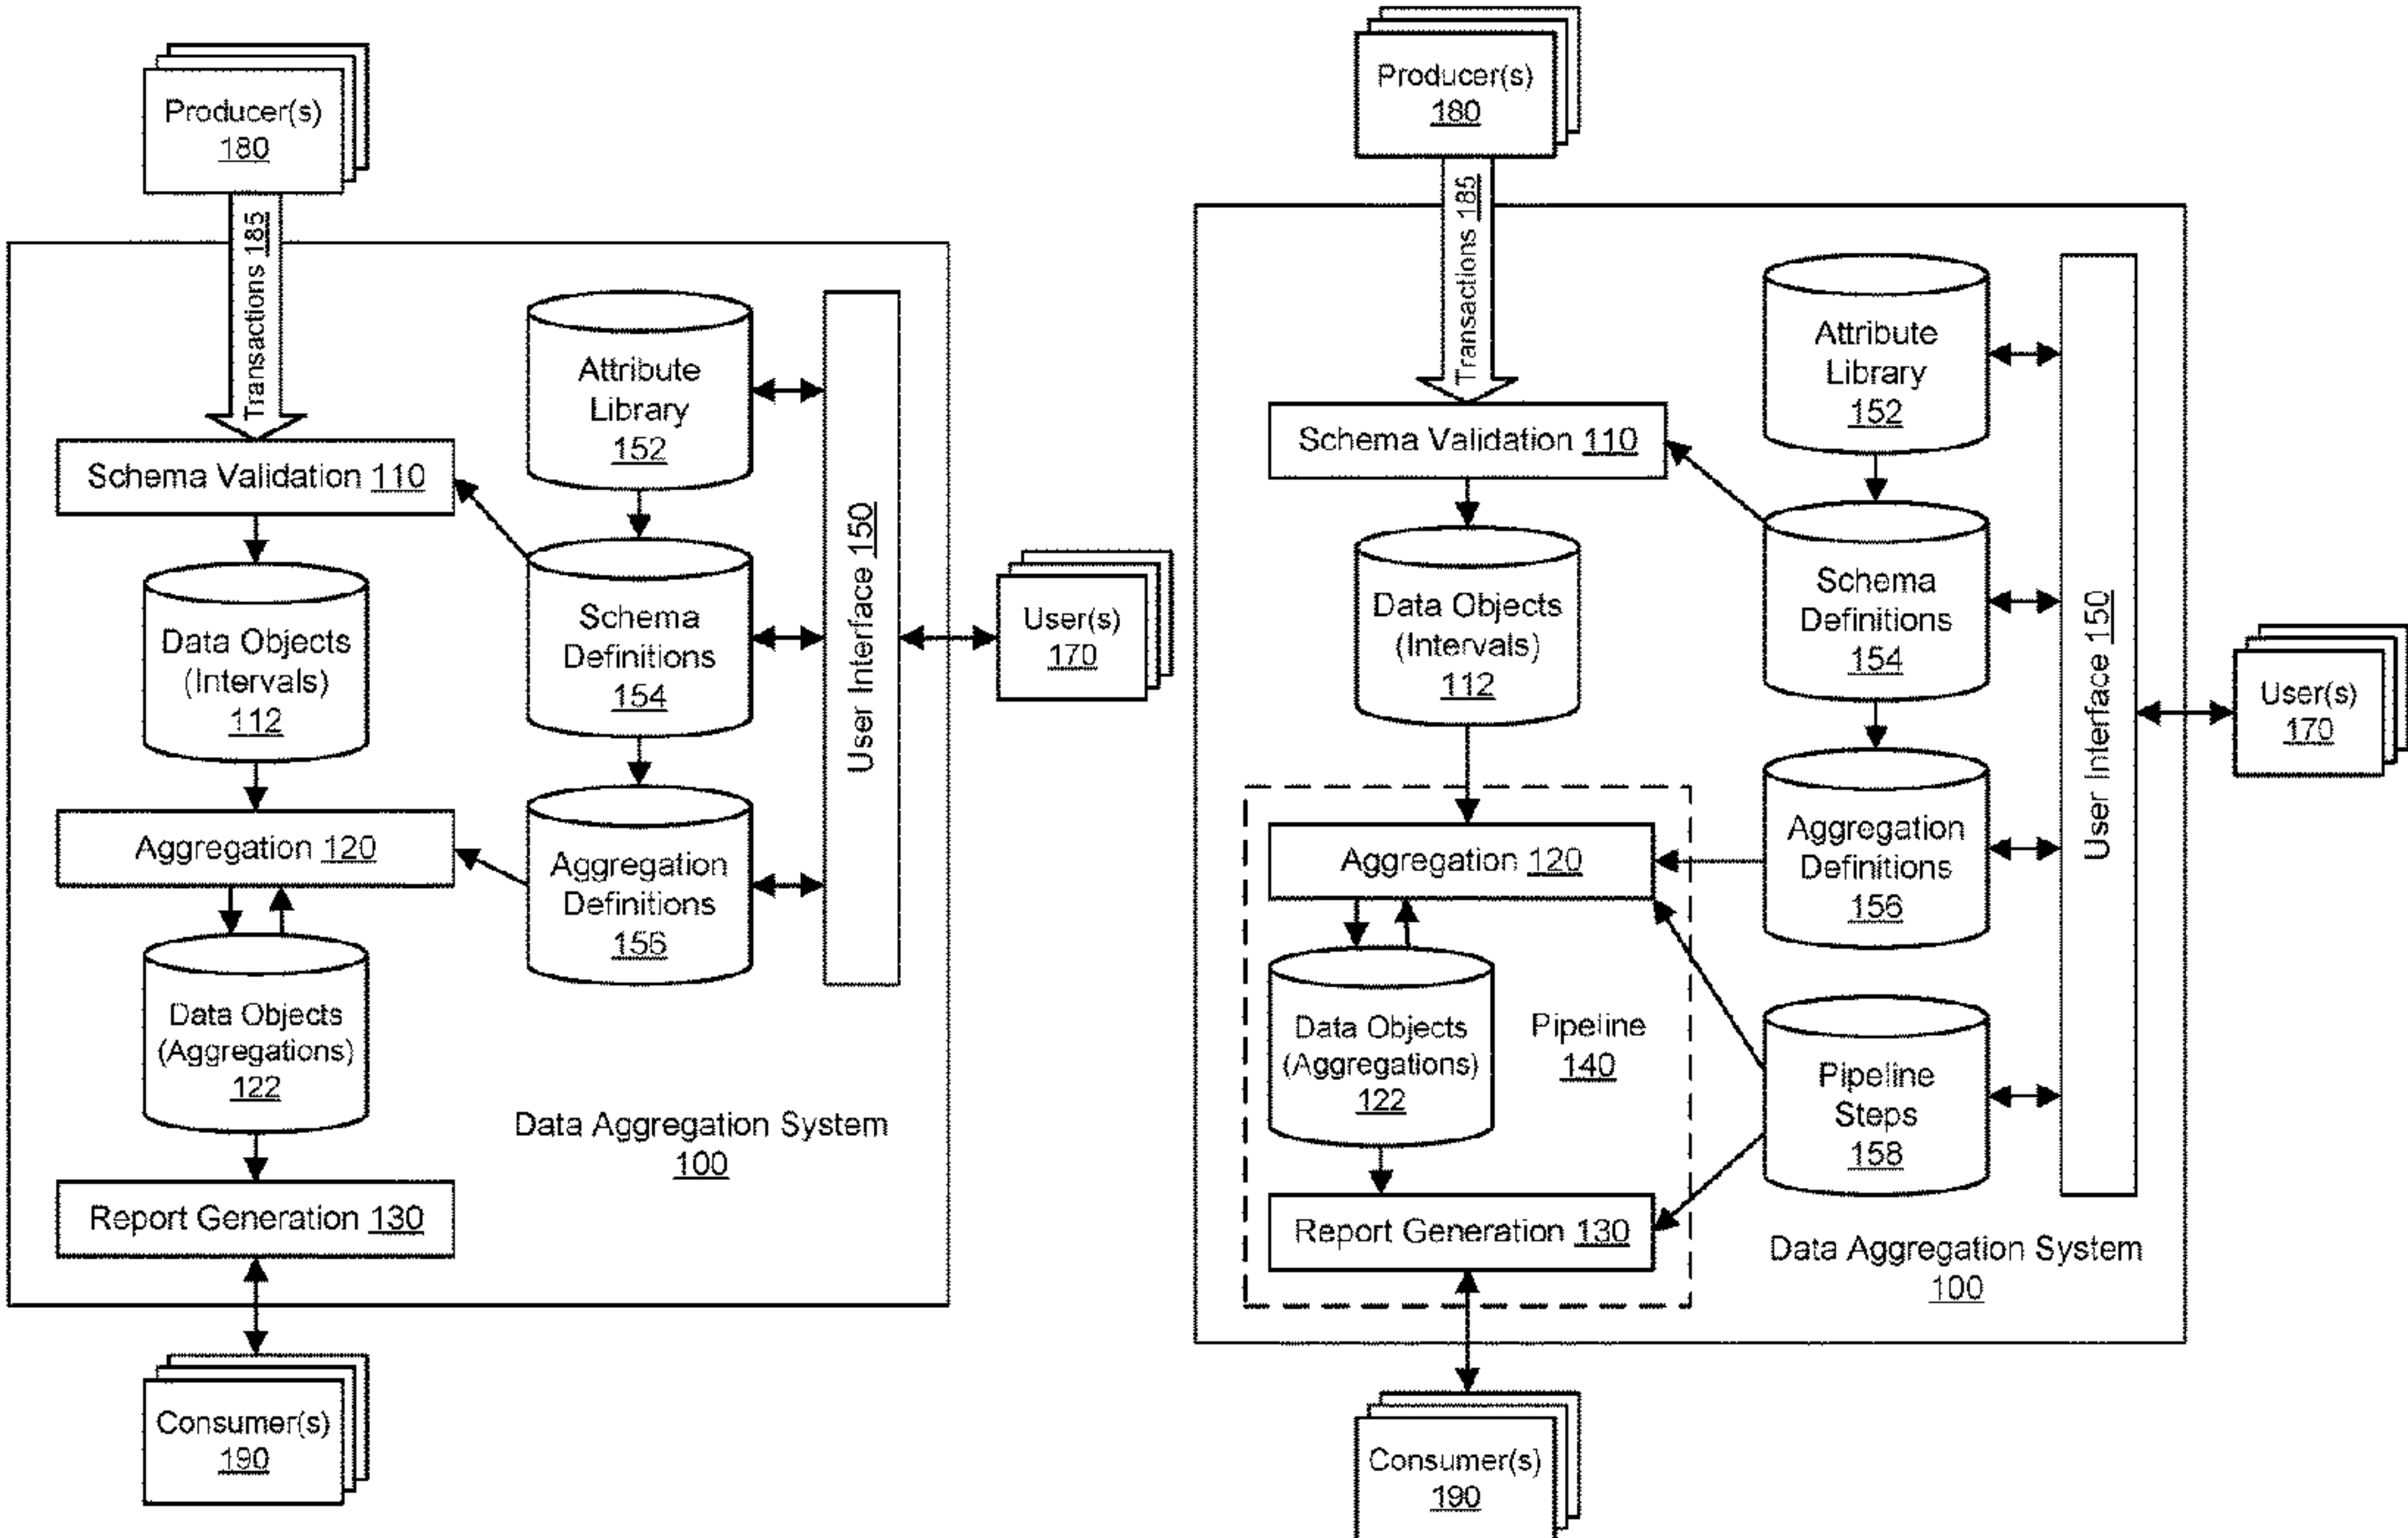 Producer(s)
180
Transactions 185
Attribute
Library
152
Schema Validation 110
Schema
Definitions
154
User Interface 150
User(s)
170
Data Objects
(Intervals)
112
Aggregation 120
Aggregation
Definitions
156
Data Objects
(Aggregations)
122
Data Aggregation System
100
Report Generation 130
Consumer(s)
190
Producer(s)
180
Transactions 185
Attribute
Library
152
Schema Validation 110
Schema
Definitions
154
User Interface 150
User(s)
170
Data Objects
(Intervals)
112
Aggregation 120
Aggregation
Definitions
156
Data Objects
(Aggregations)
122
Pipeline
140
Pipeline
Steps
158
Report Generation 130
Data Aggregation System
100
Consumer(s)
190